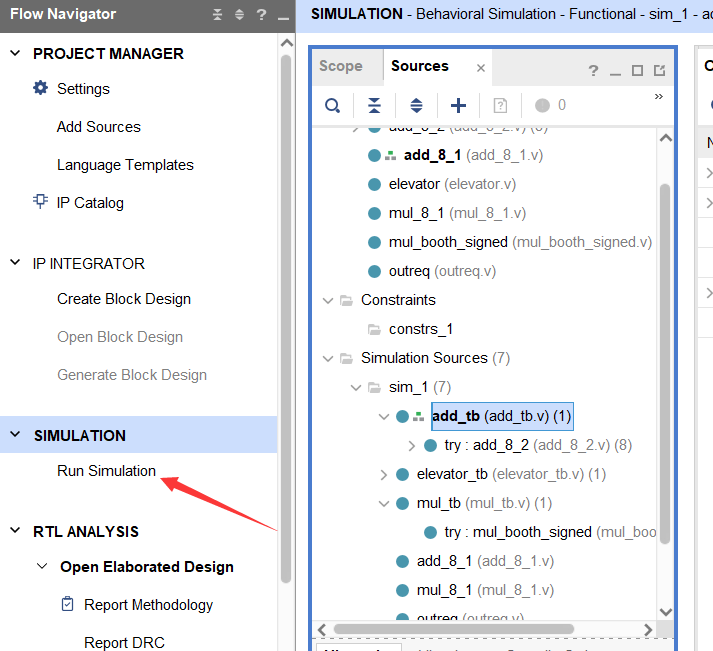 Flow Navigator
PROJECT MANAGER
Settings
Add Sources
Language Templates
IP Catalog
IP INTEGRATOR
Create Block Design
Open Block Design
Generate Block Design
SIMULATION
Run Simulation
RTL ANALYSIS
Open Elaborated Design
Report Methodology
Report DRC
SIMULATION - Behavioral Simulation - Functional - sim_1 - ad
Scope Sources
0
add_8_2 (add_8_2.v) (8)
add_8_1 (add_8_1.v)
elevator (elevator.v)
mul_8_1 (mul_8_1.v)
mul_booth_signed (mul_booth_signed.v)
outreq (outreq.v)
Constraints
constrs_1
Simulation Sources (7)
sim_1 (7)
add_tb (add_tb.v) (1)
try : add_8_2 (add_8_2.v) (8)
elevator_tb (elevator_tb.v) (1)
mul_tb (mul_tb.v) (1)
try : mul_booth_signed (mul_boo
add_8_1 (add_8_1.v)
mul_8_1 (mul_8_1.v)
outreq (outreq.v)